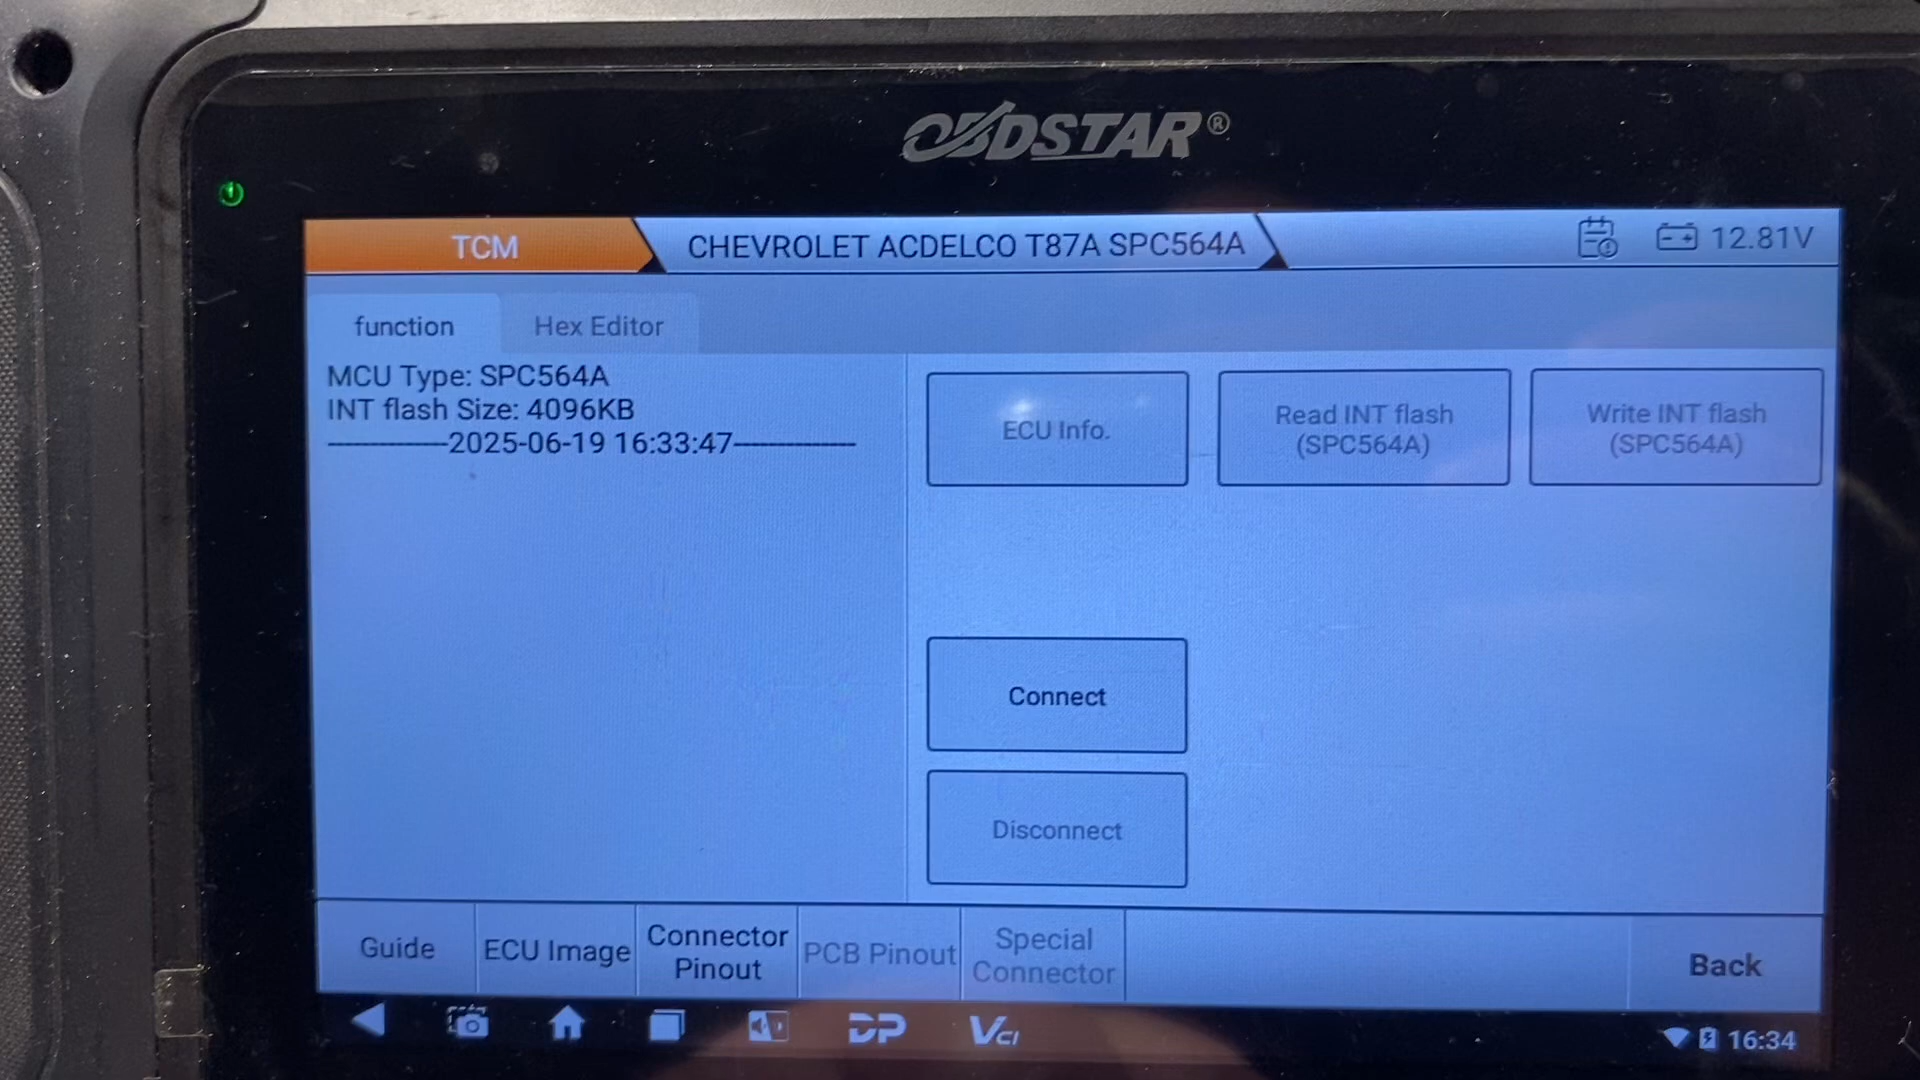 OBDSTAR®
TCM
CHEVROLET ACDELCO T87A SPC564A
12.81V
function
Hex Editor
MCU Type: SPC564A
INT flash Size: 4096KB
---------------2025-06-19 16:33:47---------------
ECU Info.
Read INT flash
(SPC564A)
Write INT flash
(SPC564A)
Connect
Disconnect
Guide
ECU Image
Connector
Pinout
PCB Pinout
Special
Connector
Back
DP
VCI
16:34